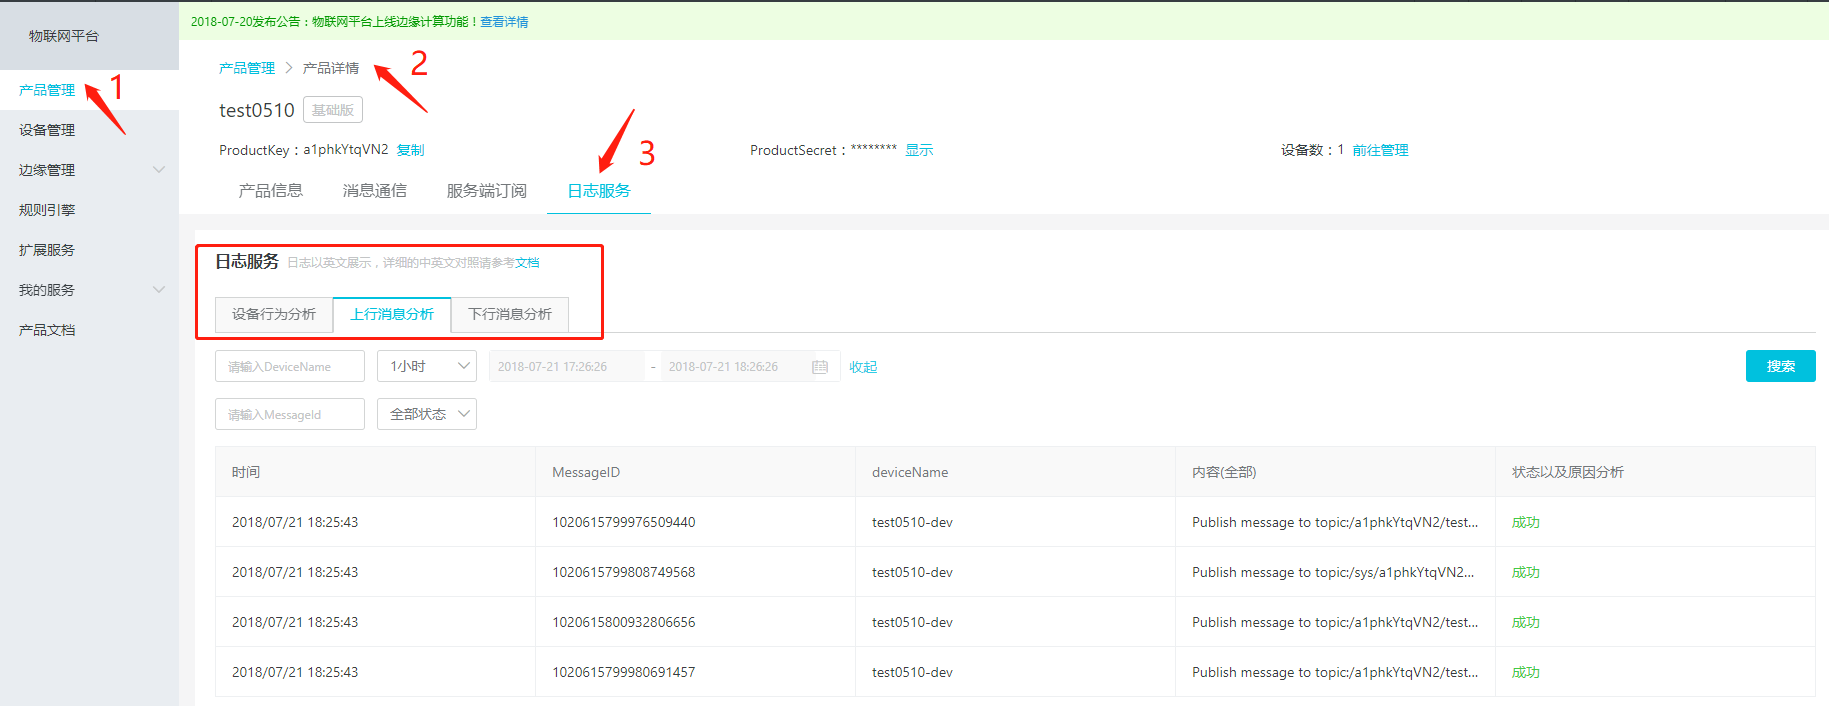 2018-07-20发布公告：物联网平台上线边缘计算功能！查看详情
物联网平台
产品管理
设备管理
边缘管理
规则引擎
扩展服务
我的服务
产品文档
1
产品管理 > 产品详情
2
test0510 基础版
ProductKey：a1phkYtqVN2 复制
ProductSecret：******** 显示
设备数：1 前往管理
3
产品信息 消息通信 服务端订阅 日志服务
日志服务 日志以英文展示，详细的中英文对照请参考文档
设备行为分析 上行消息分析 下行消息分析
请输入DeviceName 1小时 2018-07-21 17:26:26 - 2018-07-21 18:26:26 收起 搜索
请输入MessageId 全部状态
时间 MessageID deviceName 内容(全部) 状态以及原因分析
2018/07/21 18:25:43 1020615799976509440 test0510-dev Publish message to topic:/a1phkYtqVN2/test... 成功
2018/07/21 18:25:43 1020615799808749568 test0510-dev Publish message to topic:/sys/a1phkYtqVN2... 成功
2018/07/21 18:25:43 1020615800932806656 test0510-dev Publish message to topic:/a1phkYtqVN2/test... 成功
2018/07/21 18:25:43 1020615799980691457 test0510-dev Publish message to topic:/a1phkYtqVN2/test... 成功